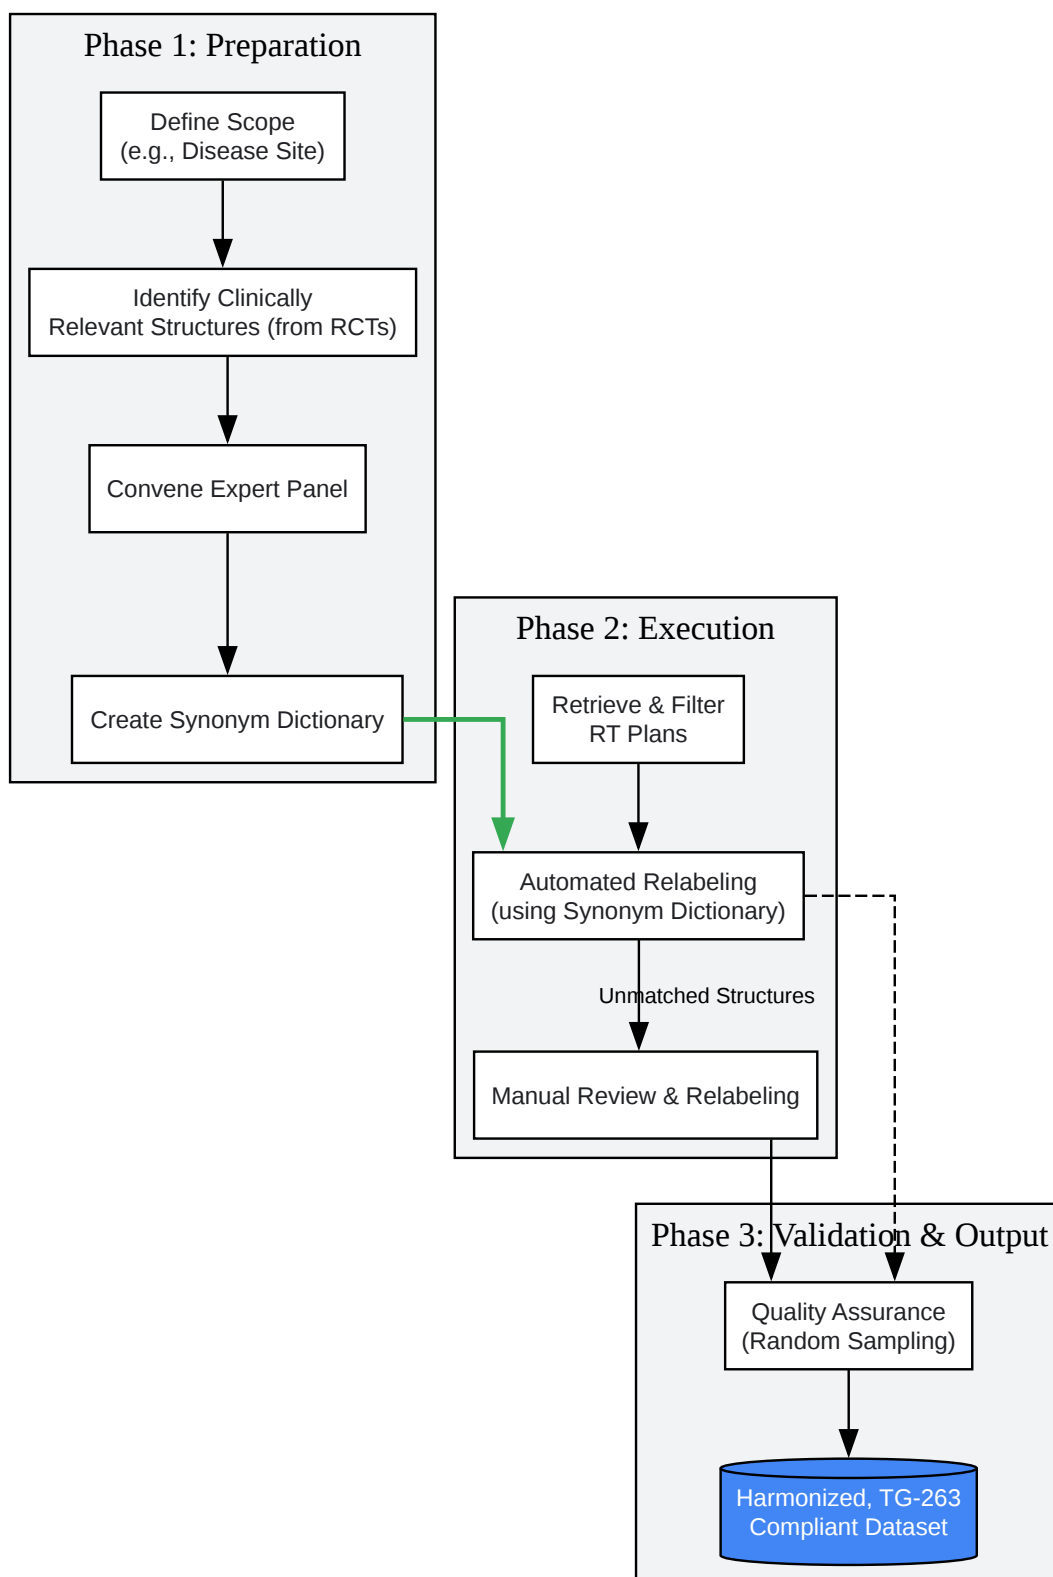 Phase 1: Preparation
Define Scope
(e.g., Disease Site)
Identify Clinically
Relevant Structures (from RCTs)
Convene Expert Panel
Create Synonym Dictionary
Phase 2: Execution
Retrieve & Filter
RT Plans
Automated Relabeling
(using Synonym Dictionary)
Unmatched Structures
Manual Review & Relabeling
Phase 3: Validation & Output
Quality Assurance
(Random Sampling)
Harmonized, TG-263
Compliant Dataset